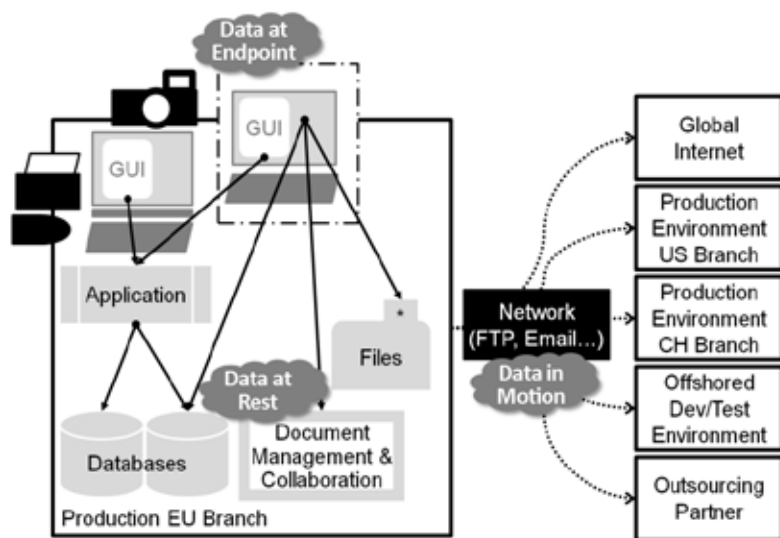 Data at
Endpoint
GUI
GUI
Application
*
Files
Data at
Rest
Databases
Document
Management &
Collaboration
Production EU Branch
Network
(FTP, Email...)
Data in
Motion
Global
Internet
Production
Environment
US Branch
Production
Environment
CH Branch
Offshored
Dev/Test
Environment
Outsourcing
Partner